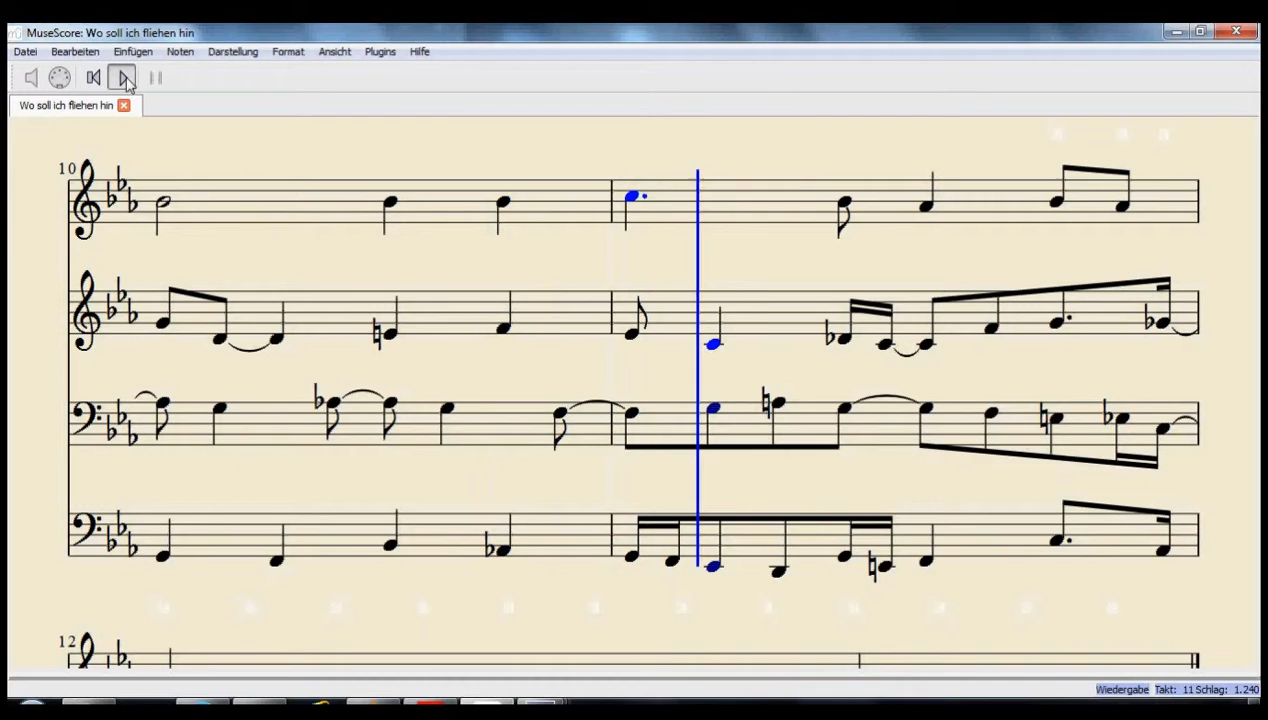 MuseScore: Wo soll ich fliehen hin
Datei Bearbeiten Einfügen Noten Darstellung Format Ansicht Plugins Hilfe
Wo soll ich fliehen hin
10
12
Wiedergabe Takt: 11 Schlag: 1.240